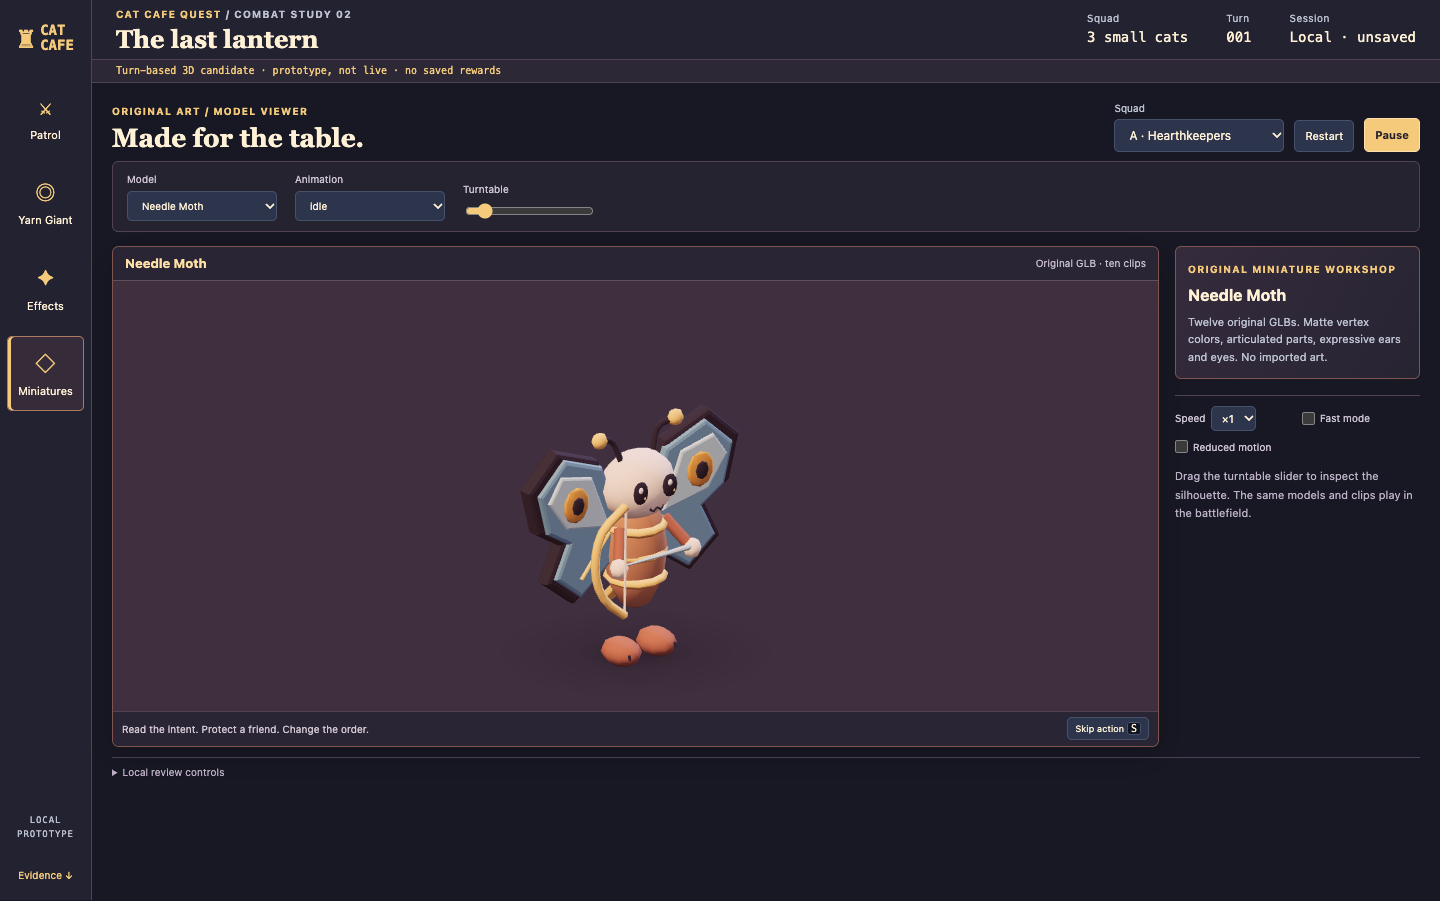 CAT
CAFE
Patrol
Yarn Giant
Effects
Miniatures
LOCAL
PROTOTYPE
Evidence ↓
CAT CAFE QUEST / COMBAT STUDY 02
The last lantern
Squad
3 small cats
Turn
001
Session
Local · unsaved
Turn-based 3D candidate · prototype, not live · no saved rewards
ORIGINAL ART / MODEL VIEWER
Made for the table.
Squad
A · Hearthkeepers
Restart
Pause
Model
Needle Moth
Animation
idle
Turntable
Needle Moth
Original GLB · ten clips
Read the intent. Protect a friend. Change the order.
Skip action S
ORIGINAL MINIATURE WORKSHOP
Needle Moth
Twelve original GLBs. Matte vertex
colors, articulated parts, expressive ears
and eyes. No imported art.
Speed
×1
Fast mode
Reduced motion
Drag the turntable slider to inspect the
silhouette. The same models and clips play in
the battlefield.
Local review controls